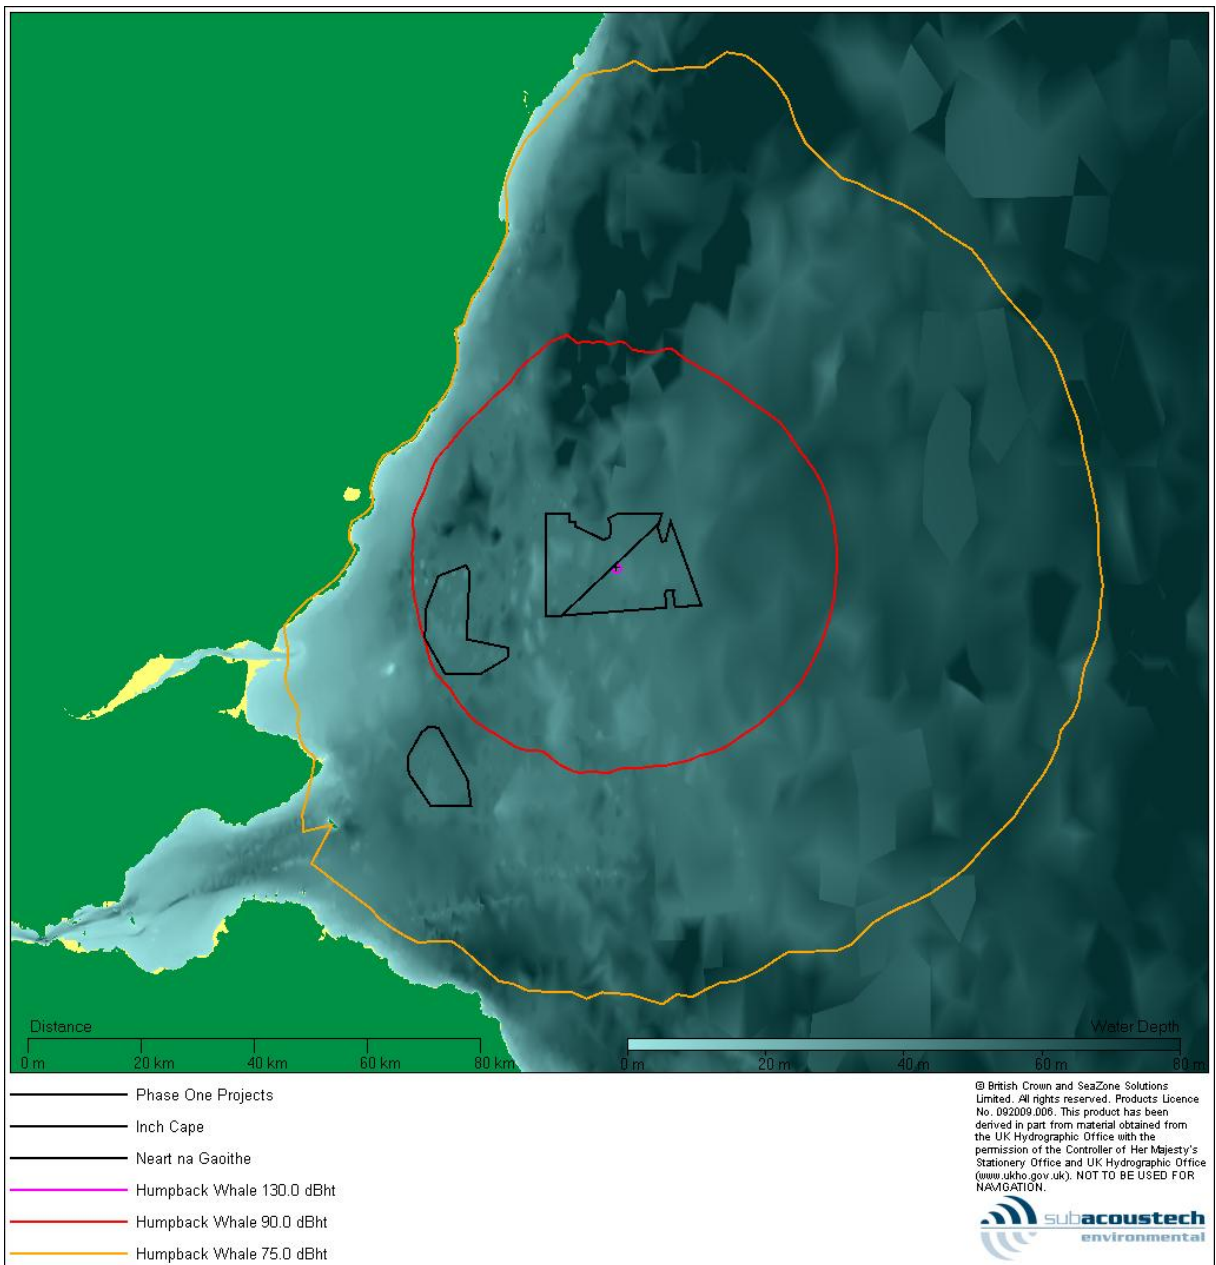 Distance
Water Depth
0 m 20 km 40 km 60 km 80 km
0 m 20 m 40 m 60 m 80 m
Phase One Projects
Inch Cape
Neart na Gaoithe
Humpback Whale 130.0 dBht
Humpback Whale 90.0 dBht
Humpback Whale 75.0 dBht
© British Crown and SeaZone Solutions
Limited. All rights reserved. Products Licence
No. 092009.006. This product has been
derived in part from material obtained from
the UK Hydrographic Office with the
permission of the Controller of Her Majesty's
Stationery Office and UK Hydrographic Office
(www.ukho.gov.uk). NOT TO BE USED FOR
NAVIGATION.
subacoustech
environmental